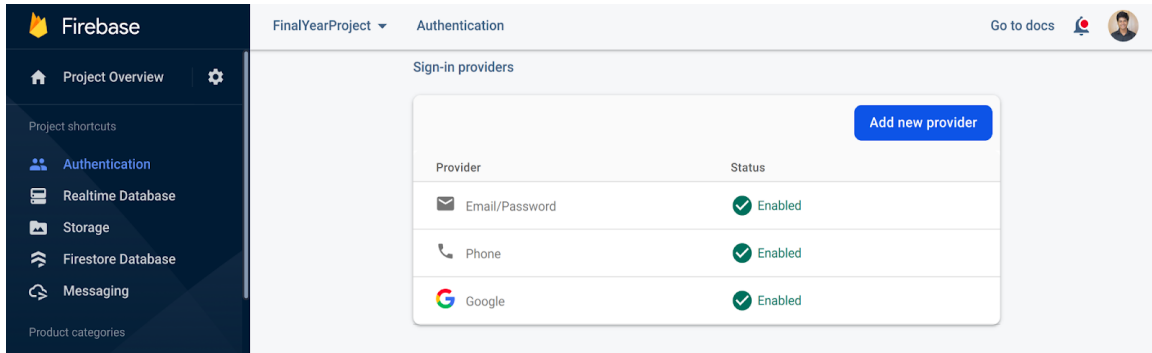 Firebase
FinalYearProject
Authentication
Go to docs
Project Overview
Project shortcuts
Authentication
Realtime Database
Storage
Firestore Database
Messaging
Product categories
Sign-in providers
Add new provider
Provider Status
Email/Password Enabled
Phone Enabled
Google Enabled